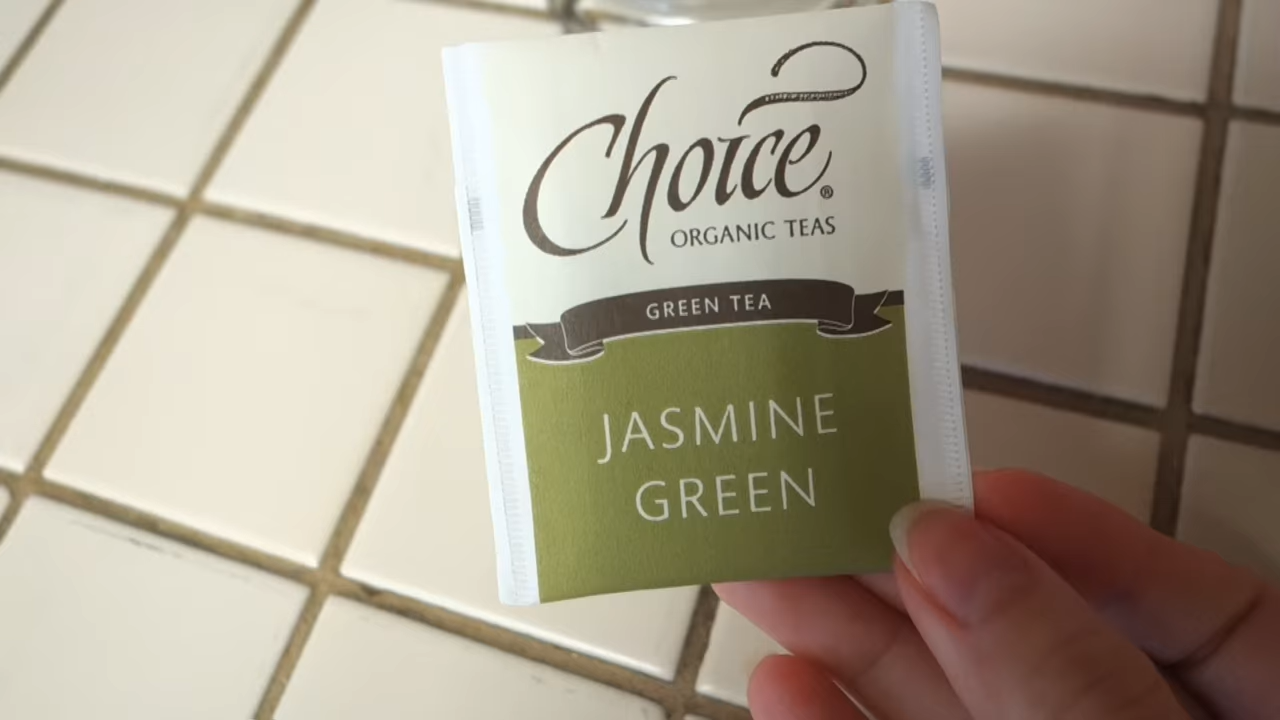 Choice®
ORGANIC TEAS
GREEN TEA
JASMINE
GREEN